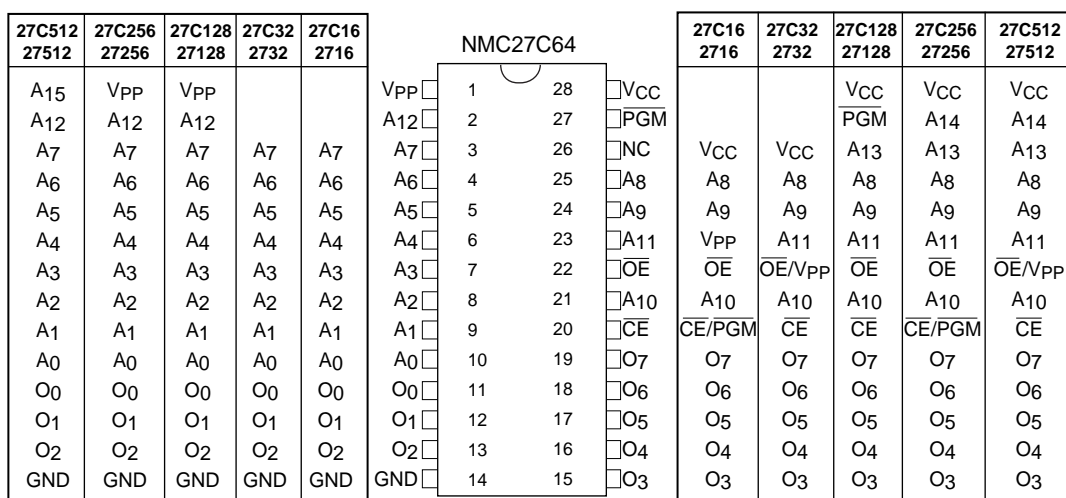 27C512 27C256 27C128 27C32 27C16 NMC27C64 27C16 27C32 27C128 27C256 27C512
27512 27256 27128 2732 2716 2716 2732 27128 27256 27512
A15 VPP VPP VPP 1 28 VCC VCC VCC VCC
A12 A12 A12 A12 2 27 PGM PGM A14 A14
A7 A7 A7 A7 A7 A7 3 26 NC VCC VCC A13 A13 A13
A6 A6 A6 A6 A6 A6 4 25 A8 A8 A8 A8 A8 A8
A5 A5 A5 A5 A5 A5 5 24 A9 A9 A9 A9 A9 A9
A4 A4 A4 A4 A4 A4 6 23 A11 VPP A11 A11 A11 A11
A3 A3 A3 A3 A3 A3 7 22 OE OE OE/VPP OE OE OE/VPP
A2 A2 A2 A2 A2 A2 8 21 A10 A10 A10 A10 A10 A10
A1 A1 A1 A1 A1 A1 9 20 CE CE/PGM CE CE CE/PGM CE
A0 A0 A0 A0 A0 A0 10 19 O7 O7 O7 O7 O7 O7
O0 O0 O0 O0 O0 O0 11 18 O6 O6 O6 O6 O6 O6
O1 O1 O1 O1 O1 O1 12 17 O5 O5 O5 O5 O5 O5
O2 O2 O2 O2 O2 O2 13 16 O4 O4 O4 O4 O4 O4
GND GND GND GND GND GND 14 15 O3 O3 O3 O3 O3 O3